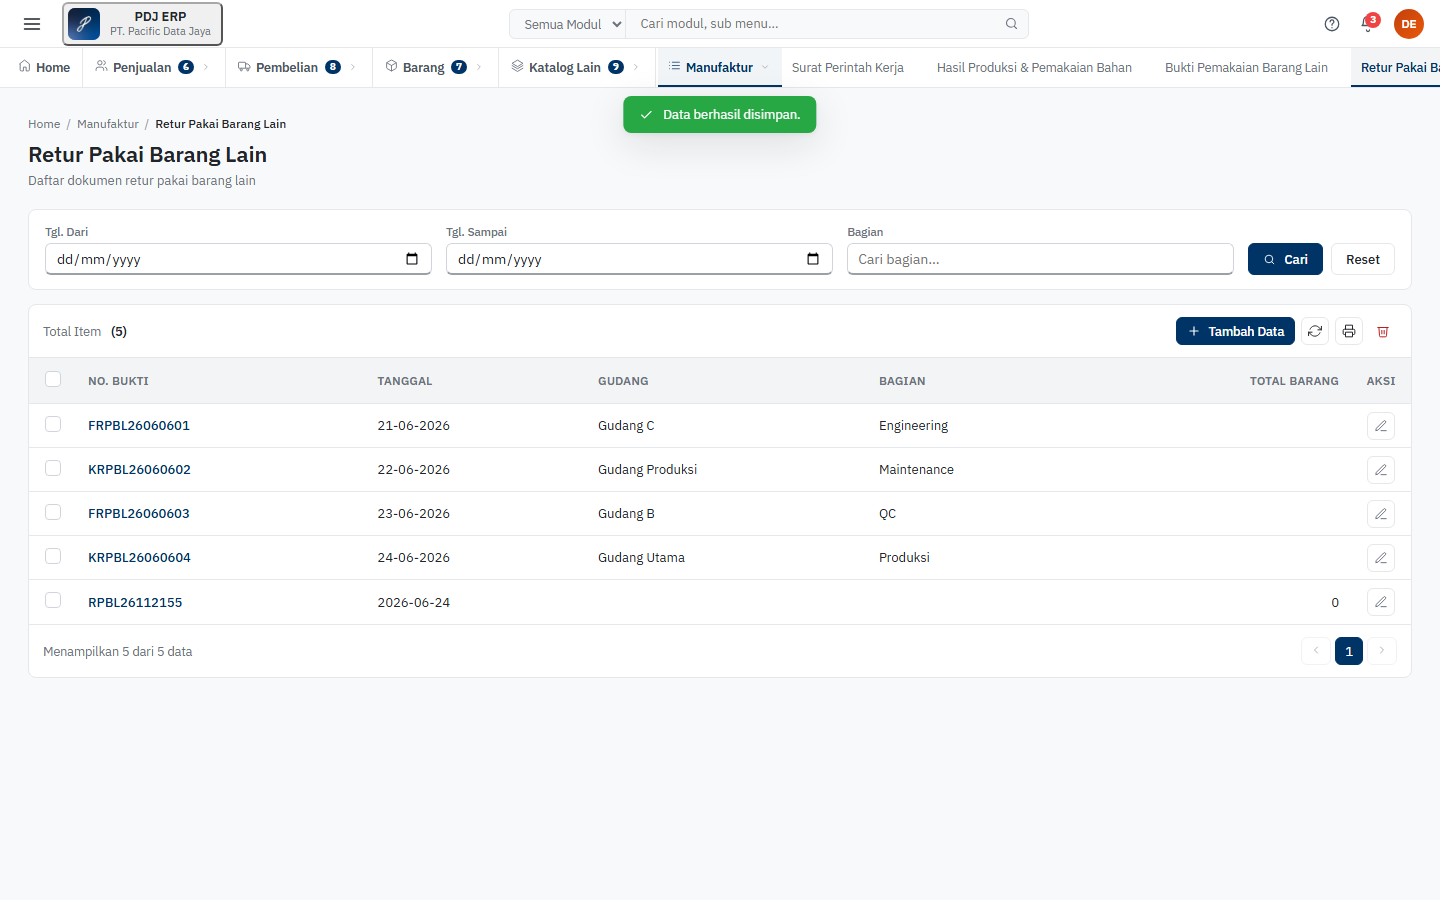 PDJ ERP
PT. Pacific Data Jaya
Semua Modul
Cari modul, sub menu...
3
DE
Home
Penjualan 6
Pembelian 8
Barang 7
Katalog Lain 9
Manufaktur
Surat Perintah Kerja
Hasil Produksi & Pemakaian Bahan
Bukti Pemakaian Barang Lain
Retur Pakai Ba
Data berhasil disimpan.
Home / Manufaktur / Retur Pakai Barang Lain
Retur Pakai Barang Lain
Daftar dokumen retur pakai barang lain
Tgl. Dari
Tgl. Sampai
Bagian
dd/mm/yyyy
dd/mm/yyyy
Cari bagian...
Cari
Reset
Total Item (5)
Tambah Data
NO. BUKTI TANGGAL GUDANG BAGIAN TOTAL BARANG AKSI
FRPBL26060601 21-06-2026 Gudang C Engineering
KRPBL26060602 22-06-2026 Gudang Produksi Maintenance
FRPBL26060603 23-06-2026 Gudang B QC
KRPBL26060604 24-06-2026 Gudang Utama Produksi
RPBL26112155 2026-06-24 0
Menampilkan 5 dari 5 data
1